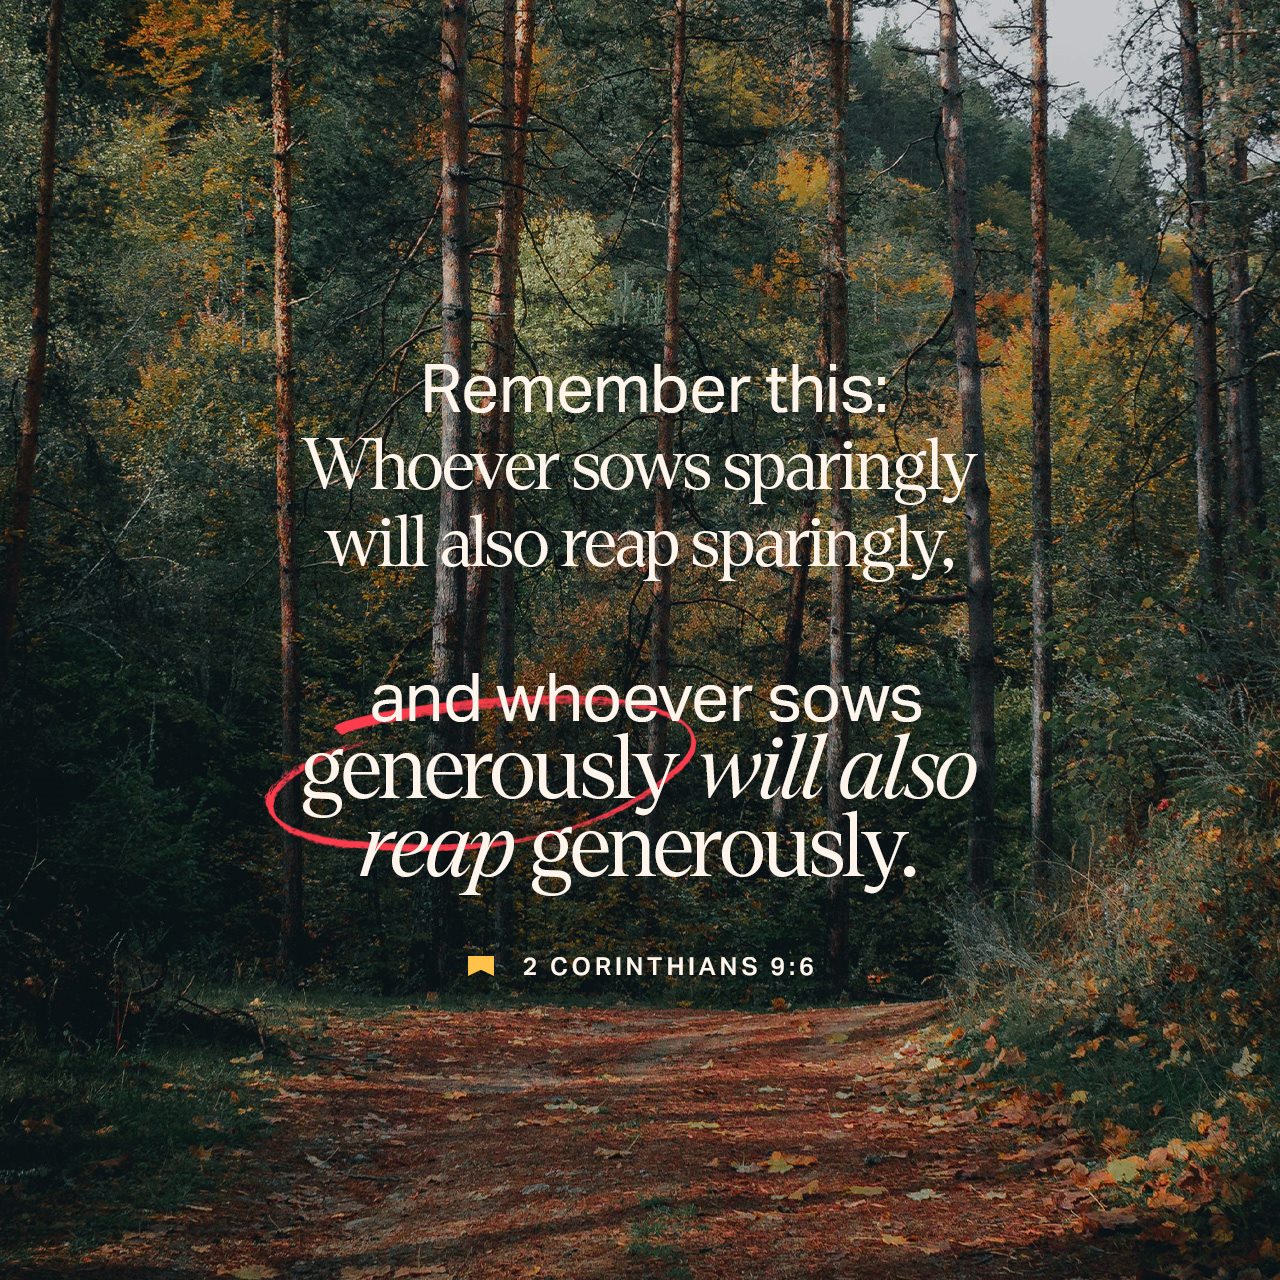 Remember this:
Whoever sows sparingly
will also reap sparingly,
and whoever sows
generously will also
reap generously.
2 CORINTHIANS 9:6